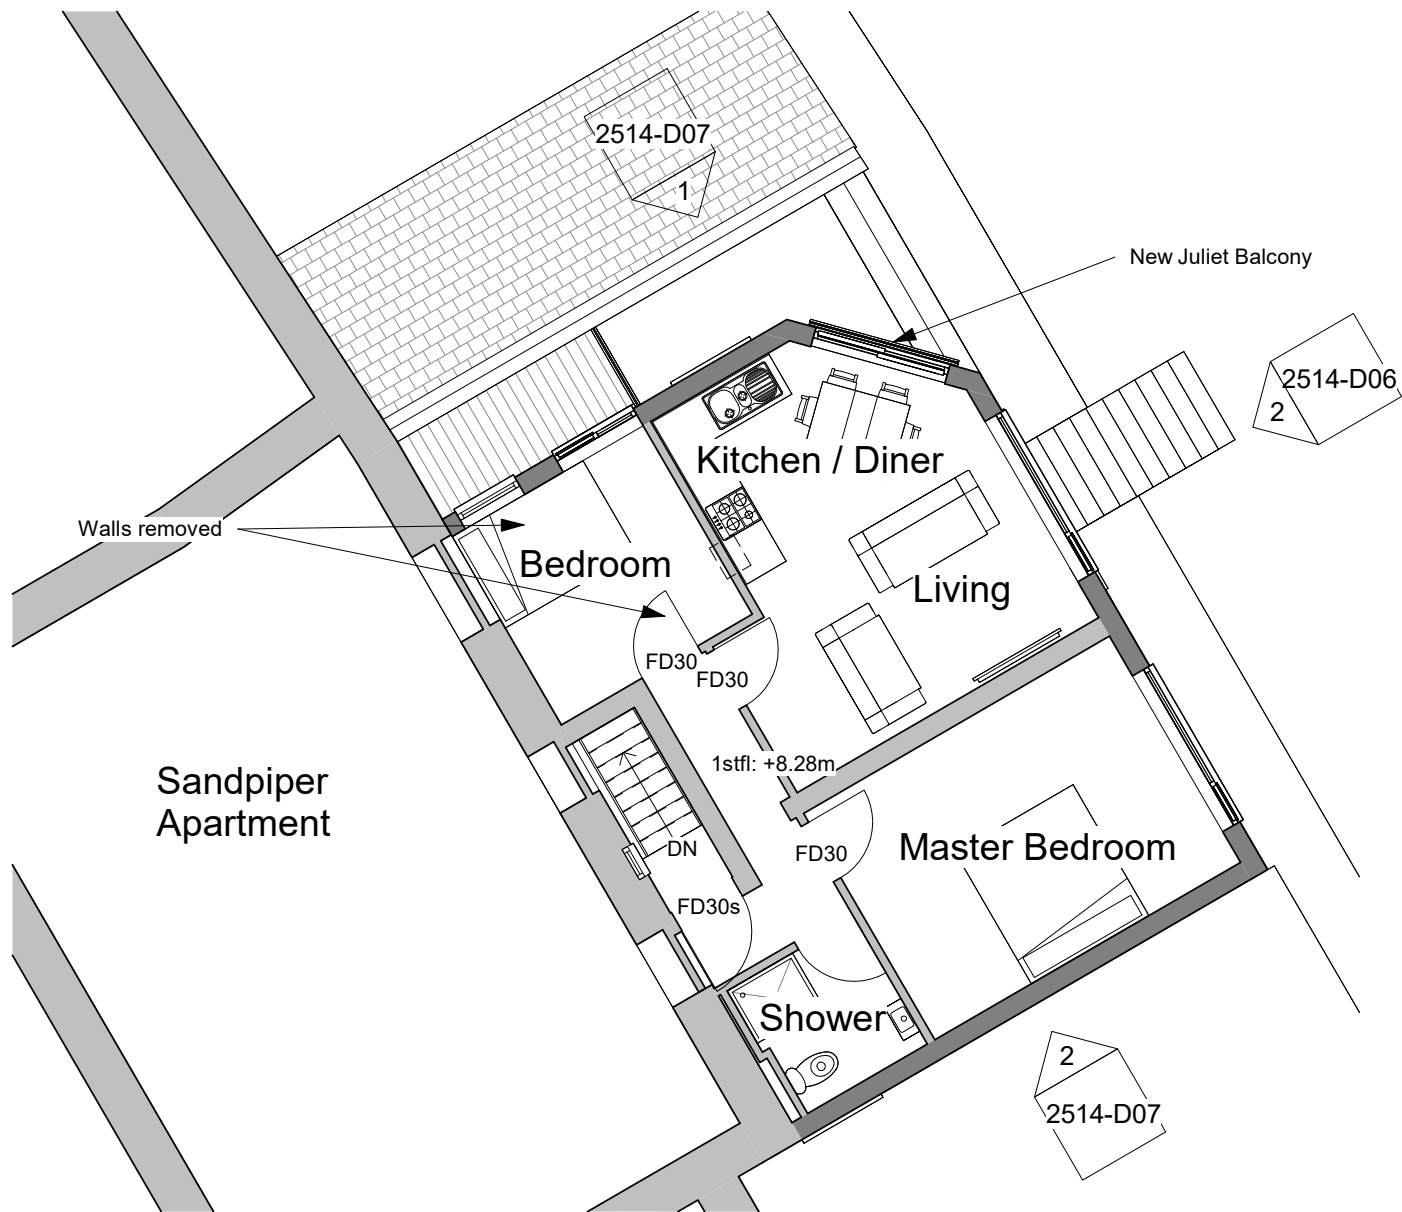 2514-D07
1
New Juliet Balcony
2514-D06
2
Kitchen / Diner
Walls removed
Bedroom
Living
FD30
FD30
1stfl: +8.28m
Sandpiper
Apartment
DN
FD30
Master Bedroom
FD30s
Shower
2
2514-D07